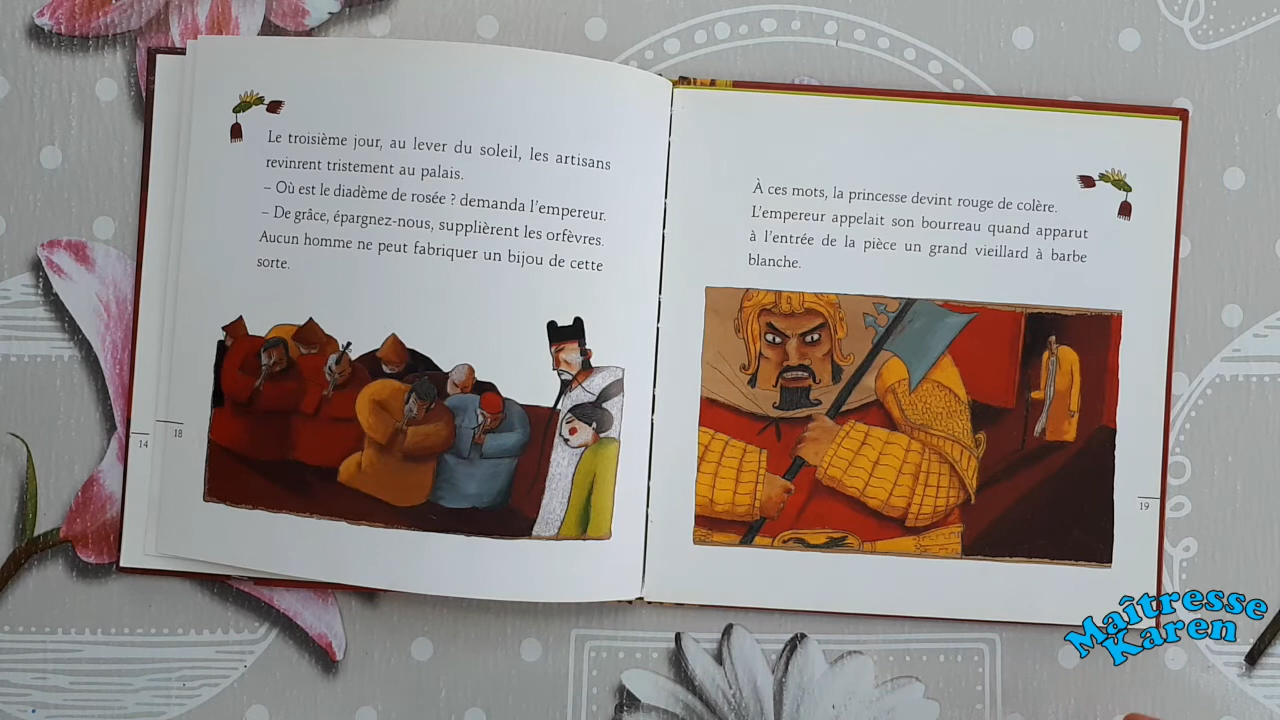 Le troisième jour, au lever du soleil, les artisans
revinrent tristement au palais.
– Où est le diadème de rosée ? demanda l'empereur.
– De grâce, épargnez-nous, supplièrent les orfèvres.
Aucun homme ne peut fabriquer un bijou de cette
sorte.
14
18
À ces mots, la princesse devint rouge de colère.
L'empereur appelait son bourreau quand apparut
à l'entrée de la pièce un grand vieillard à barbe
blanche.
19
Maîtresse
Karen